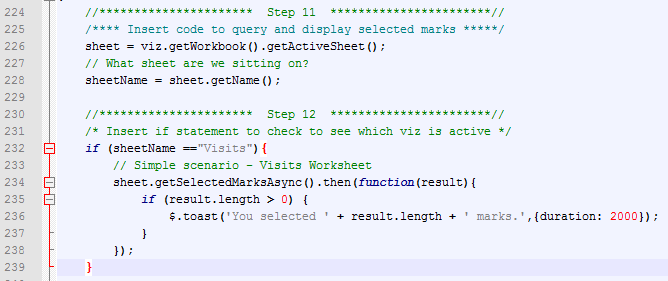 224 //********************** Step 11 ***********************//
225 /**** Insert code to query and display selected marks *****/
226 sheet = viz.getWorkbook().getActiveSheet();
227 // What sheet are we sitting on?
228 sheetName = sheet.getName();
229
230 //********************** Step 12 ***********************//
231 /* Insert if statement to check to see which viz is active */
232 if (sheetName =="Visits"){
233 // Simple scenario - Visits Worksheet
234 sheet.getSelectedMarksAsync().then(function(result){
235 if (result.length > 0) {
236 $.toast('You selected ' + result.length + ' marks.',{duration: 2000});
237 }
238 });
239 }